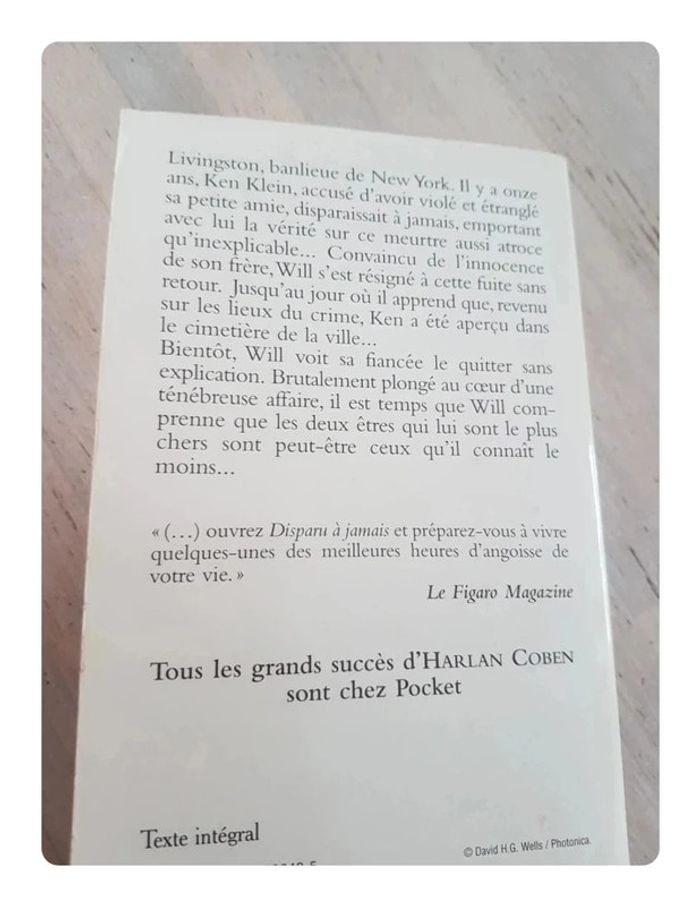 Livingston, banlieue de New York. Il y a onze
ans, Ken Klein, accusé d'avoir violé et étranglé
sa petite amie, disparaissait à jamais, emportant
avec lui la vérité sur ce meurtre aussi atroce
qu'inexplicable... Convaincu de l'innocence
de son frère, Will s'est résigné à cette fuite sans
retour. Jusqu'au jour où il apprend que, revenu
sur les lieux du crime, Ken a été aperçu dans
le cimetière de la ville...
Bientôt, Will voit sa fiancée le quitter sans
explication. Brutalement plongé au cœur d'une
ténébreuse affaire, il est temps que Will com-
prenne que les deux êtres qui lui sont le plus
chers sont peut-être ceux qu'il connaît le
moins...
« (...) ouvrez Disparu à jamais et préparez-vous à vivre
quelques-unes des meilleures heures d'angoisse de
votre vie. »
Le Figaro Magazine
Tous les grands succès d'HARLAN COBEN
sont chez Pocket
Texte intégral
© David H.G. Wells / Photonica.